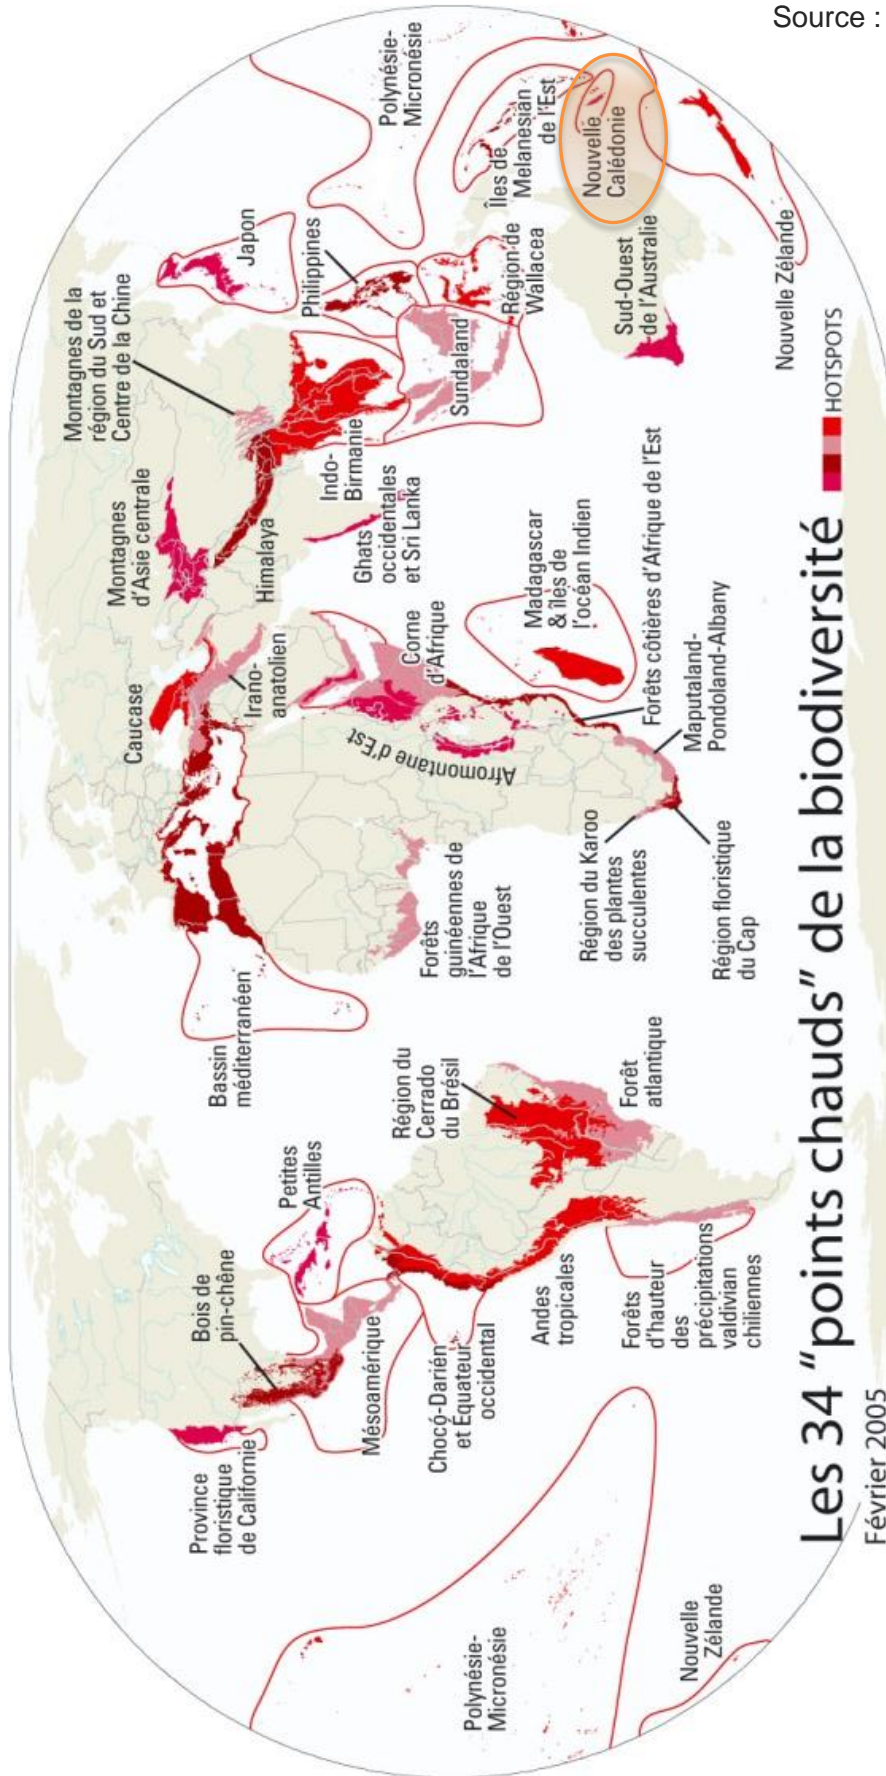 Source :
Polynésie-
Micronésie
Îles de
Melanesian
de l'Est
Nouvelle
Calédonie
Nouvelle Zélande
Japon
Philippines
Région de
Wallacea
Sud-Ouest
de l'Australie
Montagnes de la
région du Sud et
Centre de la Chine
Sundaland
Indo-
Birmanie
Montagnes
d'Asie centrale
Himalaya
Ghats
occidentales
et Sri Lanka
Caucase
Irano-
anatolien
Corne
d'Afrique
Madagascar
& îles de
l'océan Indien
Afromontane d'Est
Forêts côtières d'Afrique de l'Est
Maputaland-
Pondoland-Albany
Forêts
guinéennes de
l'Afrique
de l'Ouest
Région du Karoo
des plantes
succulentes
Région floristique
du Cap
Bassin
méditerranéen
Région du
Cerrado
du Brésil
Forêt
atlantique
Petites
Antilles
Bois de
pin-chêne
Province
floristique
de Californie
Mésoamérique
Chocó-Darién
et Equateur
occidental
Andes
tropicales
Forêts
d'hauteur
des
précipitations
valdivian
chiliennes
Polynésie-
Micronésie
Nouvelle
Zélande
Les 34 "points chauds" de la biodiversité
HOTSPOTS
Février 2005